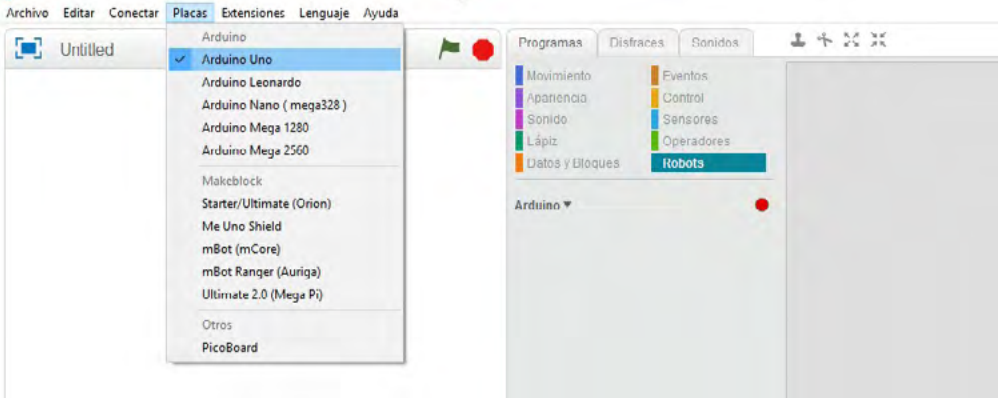 Archivo Editar Conectar Placas Extensiones Lenguaje Ayuda
Untitled
Arduino
Arduino Uno
Arduino Leonardo
Arduino Nano ( mega328 )
Arduino Mega 1280
Arduino Mega 2560
Makeblock
Starter/Ultimate (Orion)
Me Uno Shield
mBot (mCore)
mBot Ranger (Auriga)
Ultimate 2.0 (Mega Pi)
Otros
PicoBoard
Programas Disfraces Sonidos
Movimiento Eventos
Apariencia Control
Sonido Sensores
Lápiz Operadores
Datos y Bloques Robots
Arduino